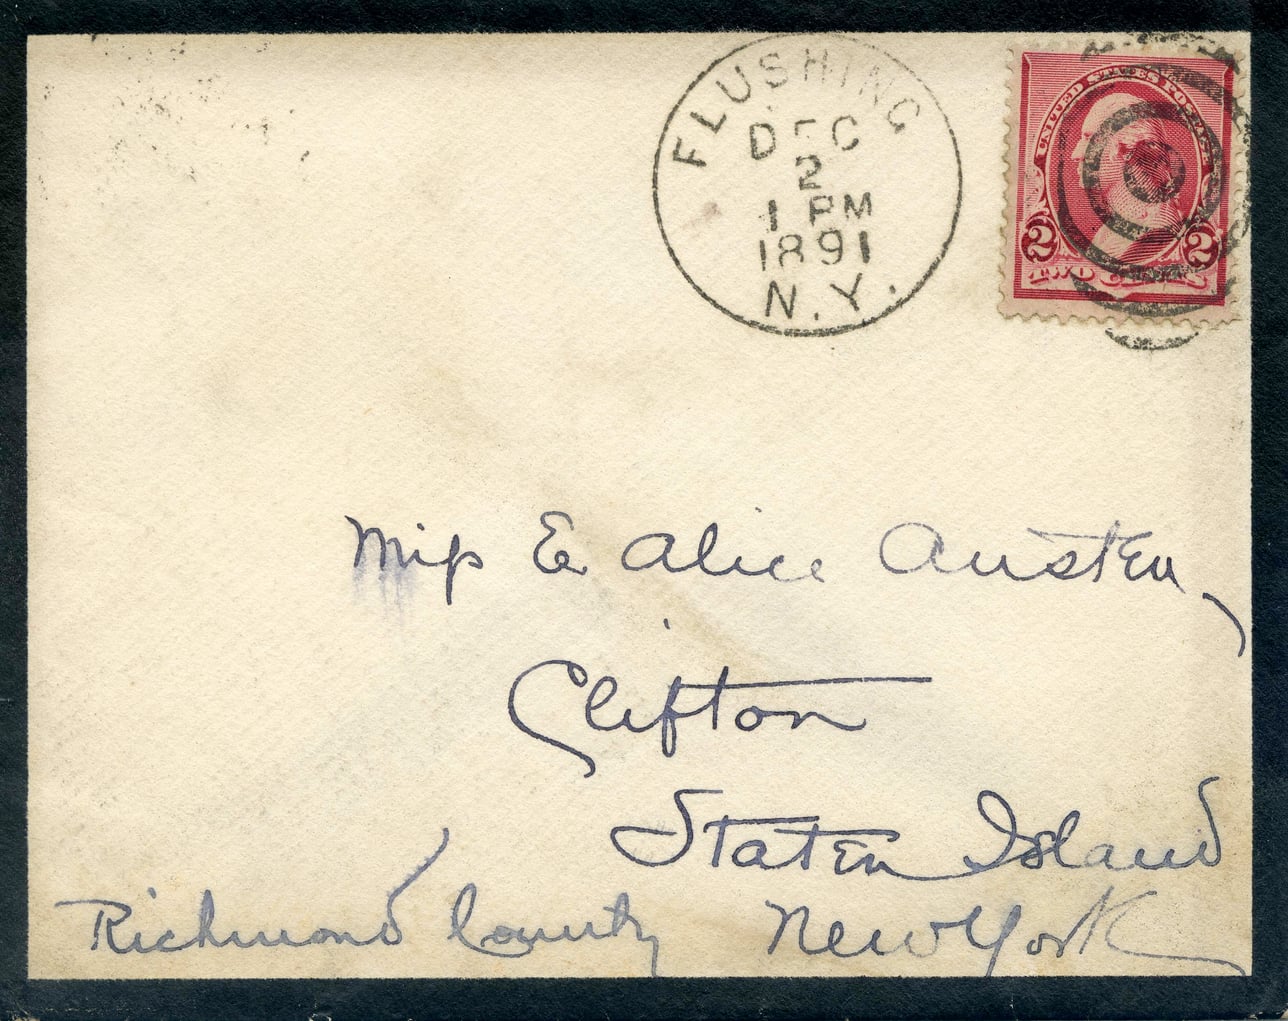 FLUSHING
DEC
2
1 PM
1891
N.Y.
UNITED STATES POSTAGE
2 2
TWO CENTS
Miss E Alice Austen,
Clifton
Staten Island
Richmond County New York